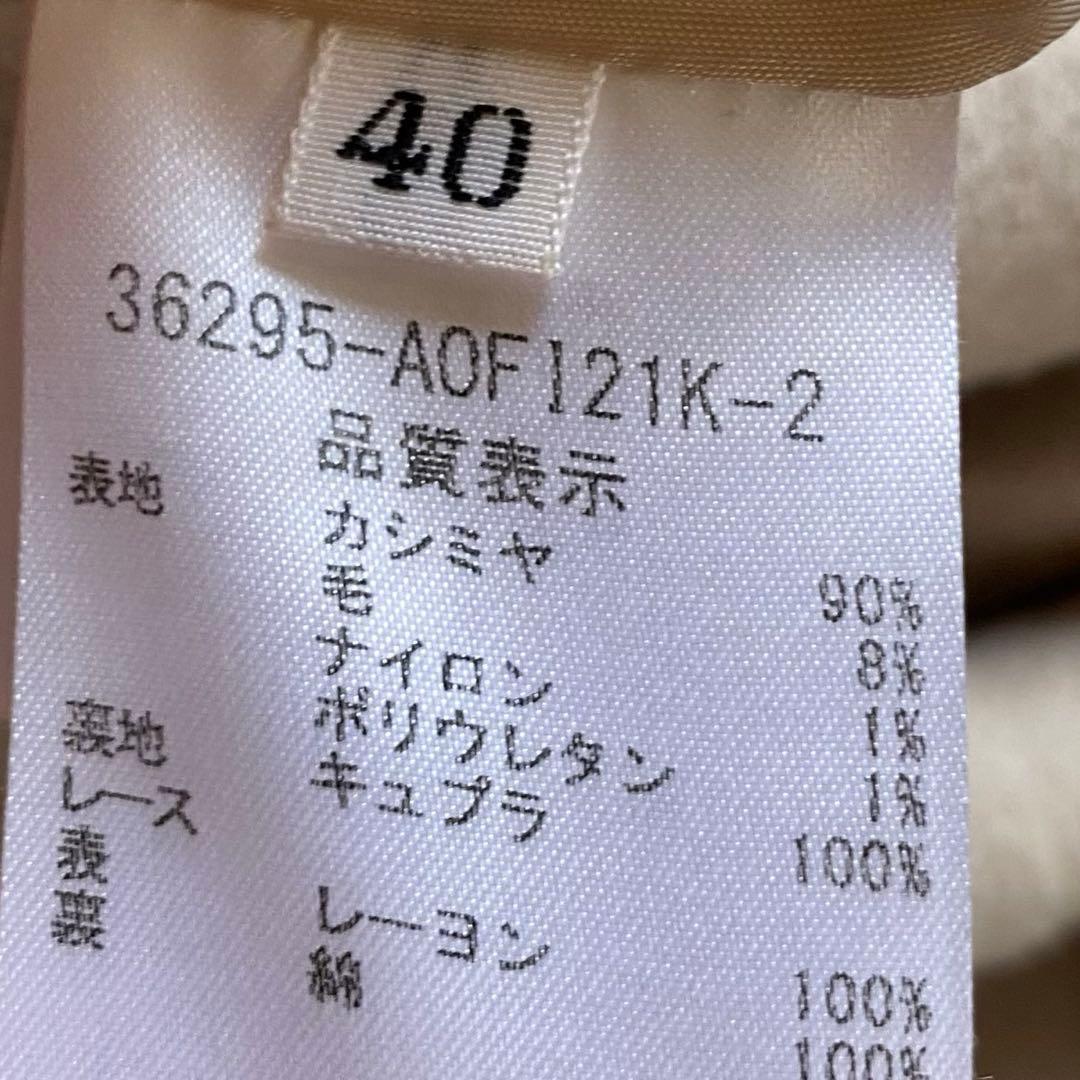 40
36295-A0FI21K-2
品質表示
表地 カシミヤ 90%
毛 8%
ナイロン 1%
ポリウレタン 1%
裏地 キュプラ 100%
レース
表 レーヨン 100%
裏 綿 100%